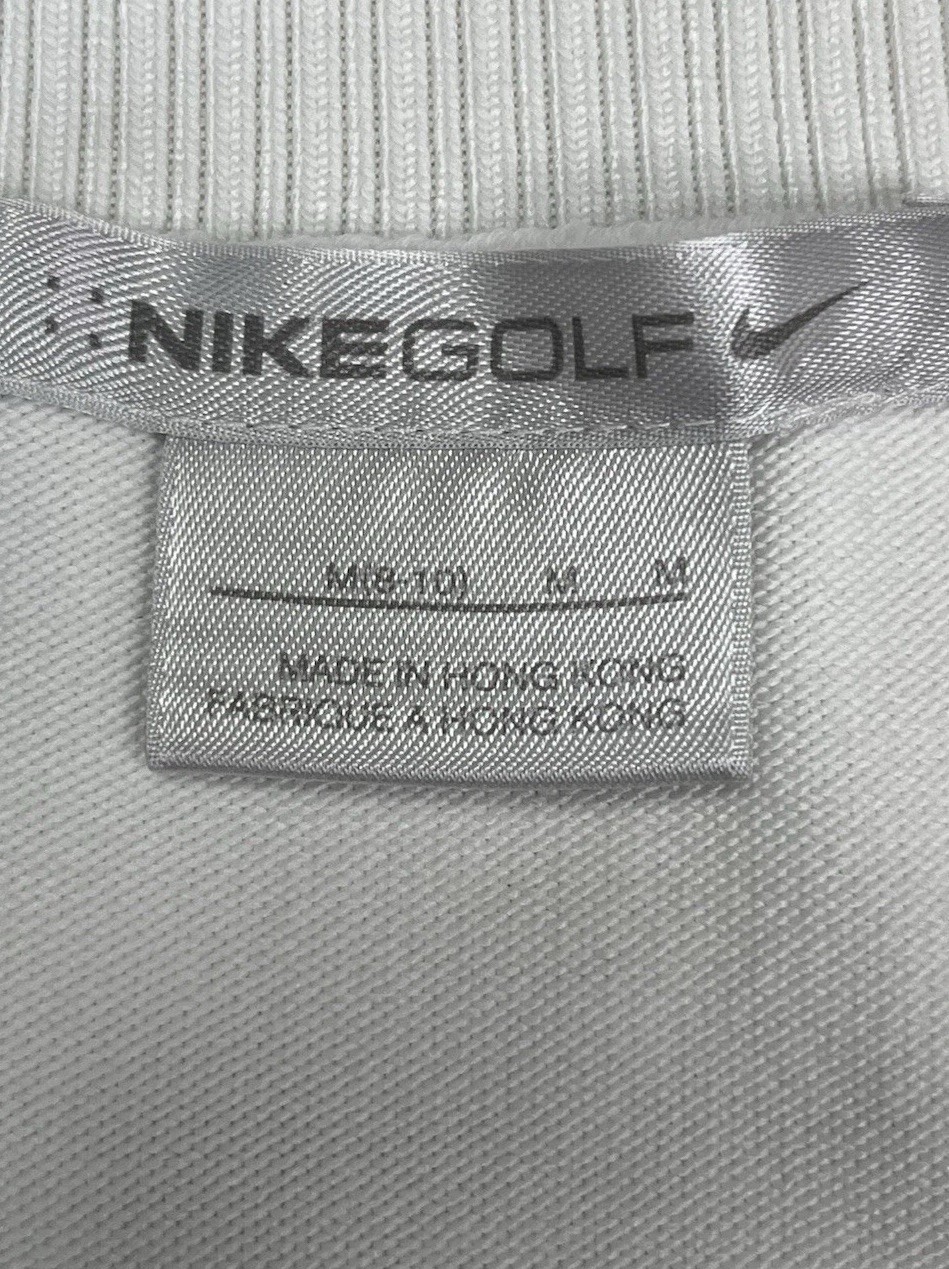 NIKEGOLF
M(8-10) M M
MADE IN HONG KONG
FABRIQUE A HONG KONG